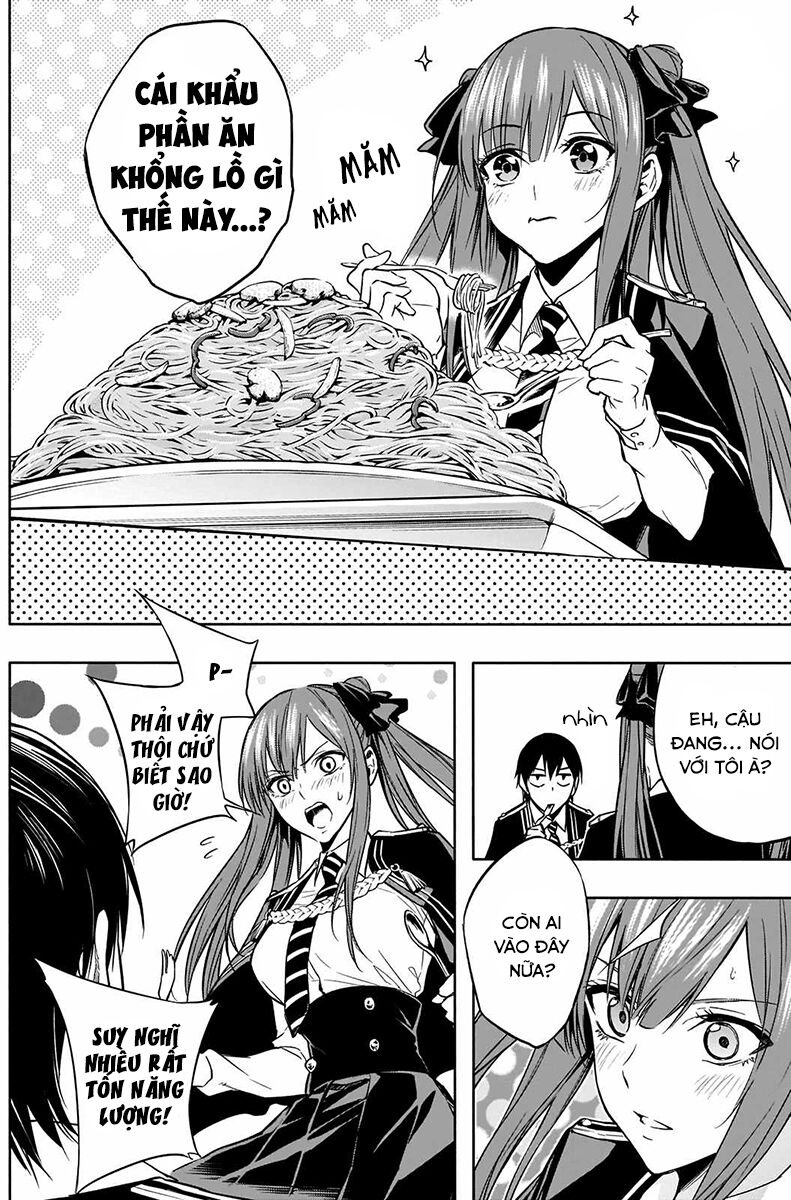 CÁI KHẨU
PHẦN ĂN
KHỔNG LỒ GÌ
THẾ NÀY...?
MĂM
MĂM
EH, CẬU
ĐANG... NÓI
VỚI TÔI À?
nhìn
CÒN AI
VÀO ĐÂY
NỮA?
P-
PHẢI VẬY
THÔI CHỨ
BIẾT SAO
GIỜ!
SUY NGHĨ
NHIỀU RẤT
TỐN NĂNG
LƯỢNG!